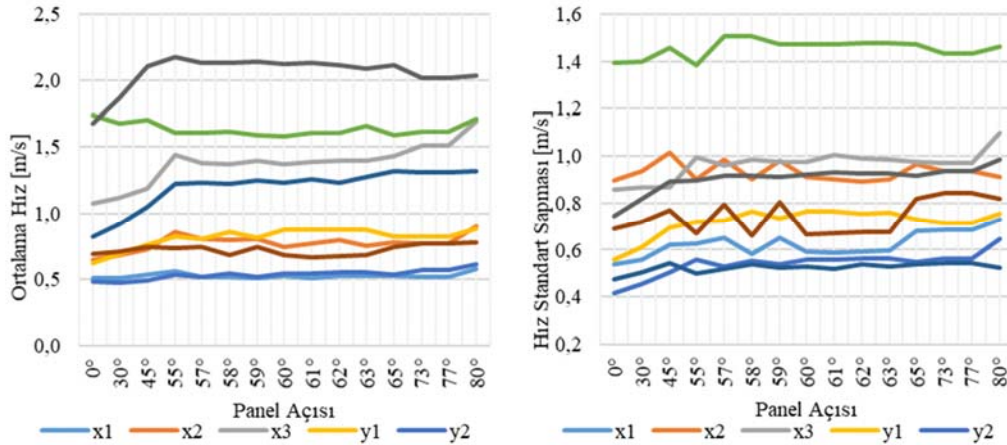 2,5
2,0
1,5
1,0
0,5
0,0
Ortalama Hız [m/s]
0° 30° 45° 55° 57° 58° 59° 60° 61° 62° 63° 65° 73° 77° 80°
Panel Açısı
x1 x2 x3 y1 y2
1,6
1,4
1,2
1,0
0,8
0,6
0,4
0,2
Hız Standart Sapması [m/s]
0° 30° 45° 55° 57° 58° 59° 60° 61° 62° 63° 65° 73° 77° 80°
Panel Açısı
x1 x2 x3 y1 y2